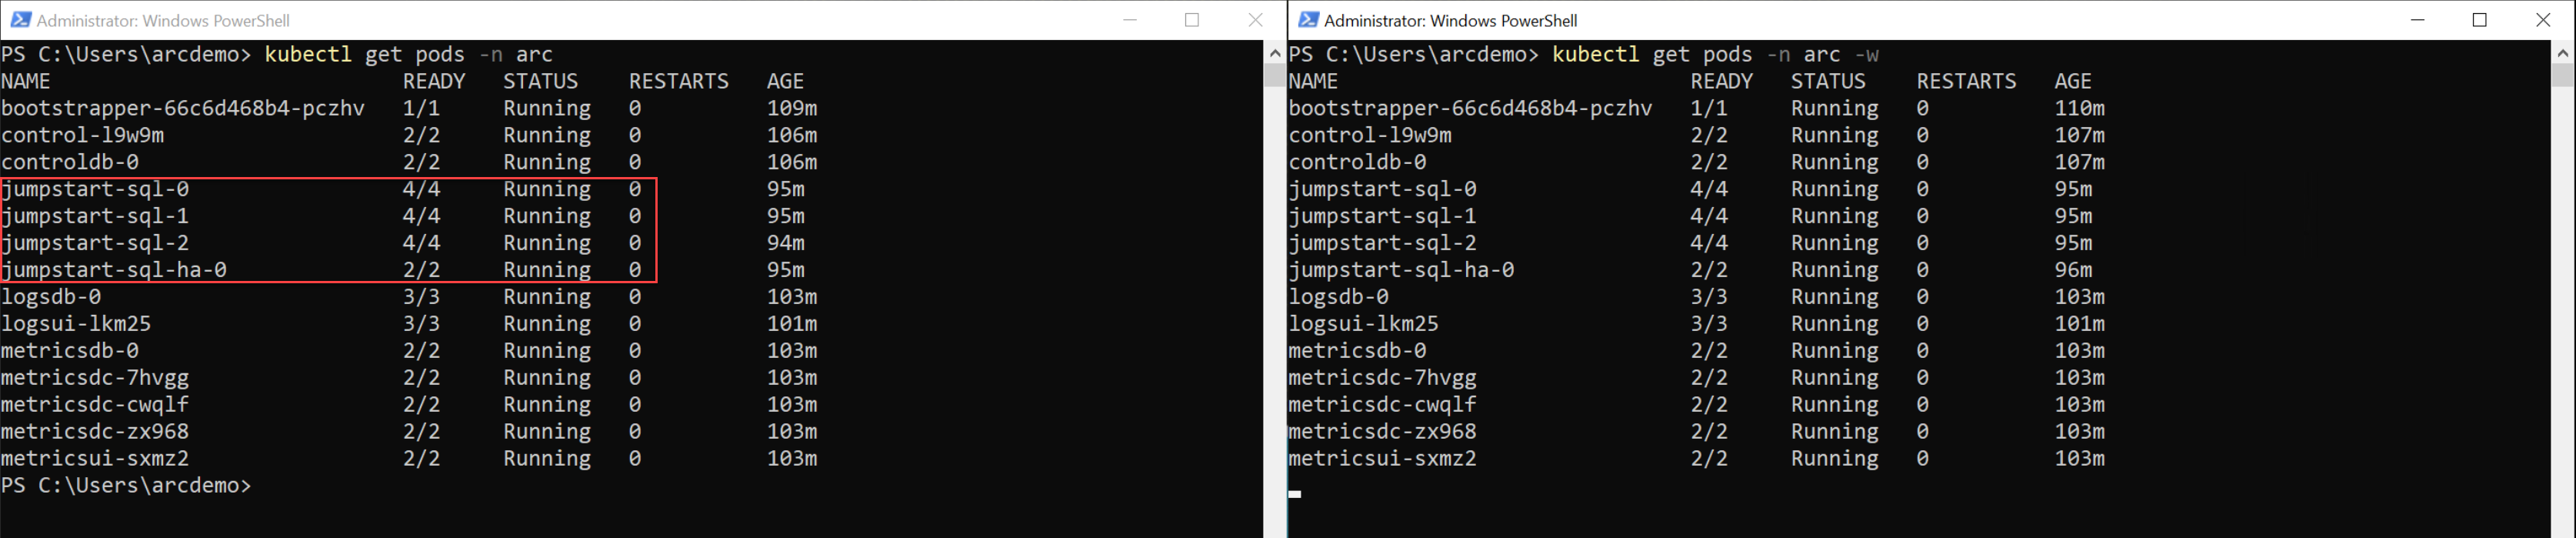 Administrator: Windows PowerShell
PS C:\Users\arcdemo> kubectl get pods -n arc
NAME READY STATUS RESTARTS AGE
bootstrapper-66c6d468b4-pczhv 1/1 Running 0 109m
control-l9w9m 2/2 Running 0 106m
controldb-0 2/2 Running 0 106m
jumpstart-sql-0 4/4 Running 0 95m
jumpstart-sql-1 4/4 Running 0 95m
jumpstart-sql-2 4/4 Running 0 94m
jumpstart-sql-ha-0 2/2 Running 0 95m
logsdb-0 3/3 Running 0 103m
logsui-lkm25 3/3 Running 0 101m
metricsdb-0 2/2 Running 0 103m
metricsdc-7hvgg 2/2 Running 0 103m
metricsdc-cwqlf 2/2 Running 0 103m
metricsdc-zx968 2/2 Running 0 103m
metricsui-sxmz2 2/2 Running 0 103m
PS C:\Users\arcdemo>
Administrator: Windows PowerShell
PS C:\Users\arcdemo> kubectl get pods -n arc -w
NAME READY STATUS RESTARTS AGE
bootstrapper-66c6d468b4-pczhv 1/1 Running 0 110m
control-l9w9m 2/2 Running 0 107m
controldb-0 2/2 Running 0 107m
jumpstart-sql-0 4/4 Running 0 95m
jumpstart-sql-1 4/4 Running 0 95m
jumpstart-sql-2 4/4 Running 0 95m
jumpstart-sql-ha-0 2/2 Running 0 96m
logsdb-0 3/3 Running 0 103m
logsui-lkm25 3/3 Running 0 101m
metricsdb-0 2/2 Running 0 103m
metricsdc-7hvgg 2/2 Running 0 103m
metricsdc-cwqlf 2/2 Running 0 103m
metricsdc-zx968 2/2 Running 0 103m
metricsui-sxmz2 2/2 Running 0 103m